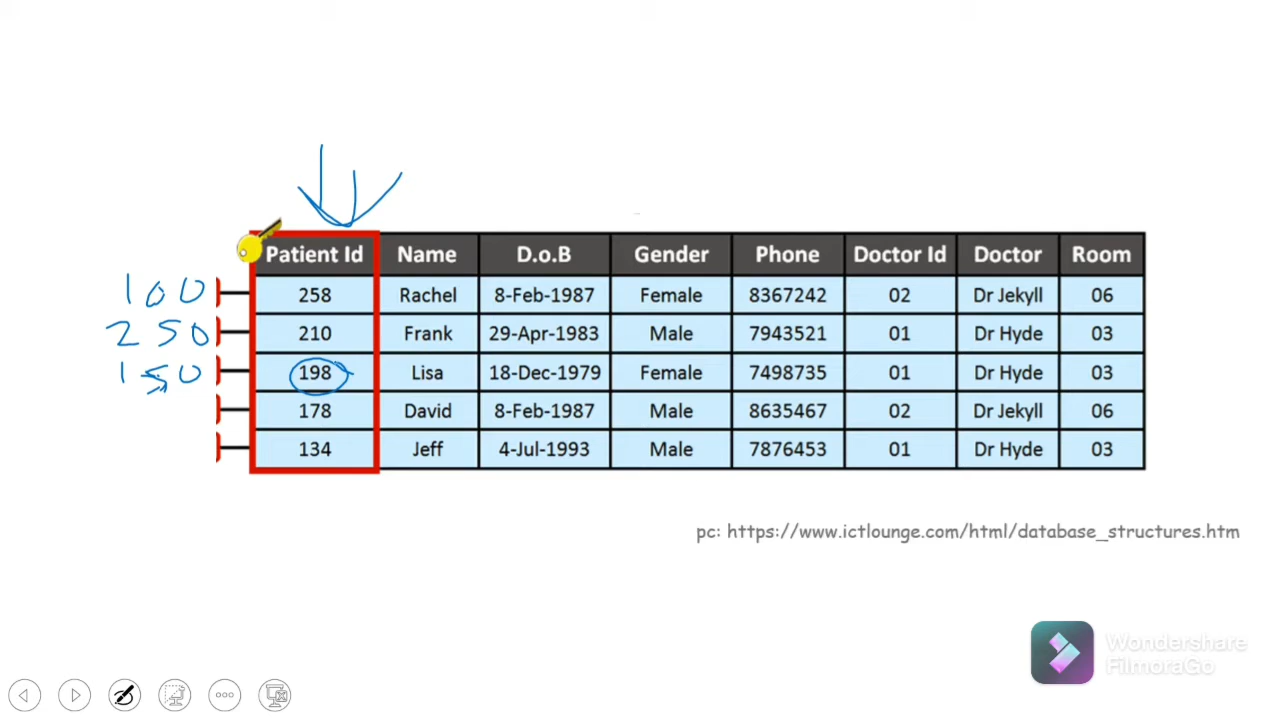 Patient Id Name D.o.B Gender Phone Doctor Id Doctor Room
100 258 Rachel 8-Feb-1987 Female 8367242 02 Dr Jekyll 06
250 210 Frank 29-Apr-1983 Male 7943521 01 Dr Hyde 03
150 198 Lisa 18-Dec-1979 Female 7498735 01 Dr Hyde 03
178 David 8-Feb-1987 Male 8635467 02 Dr Jekyll 06
134 Jeff 4-Jul-1993 Male 7876453 01 Dr Hyde 03
pc: https://www.ictlounge.com/html/database_structures.htm
Wondershare
FilmoraGo